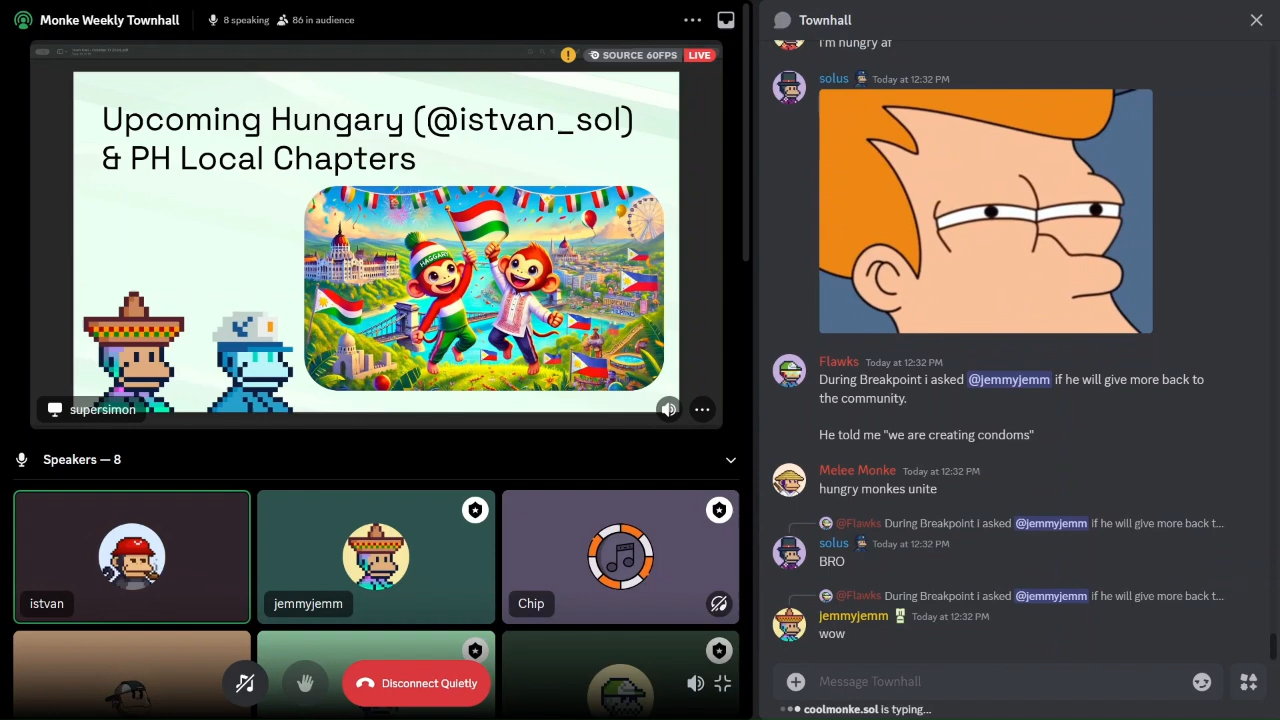 Monke Weekly Townhall
8 speaking
86 in audience
SOURCE 60FPS
LIVE
Upcoming Hungary (@istvan_sol)
& PH Local Chapters
HAGGARY
supersimon
Speakers — 8
istvan
jemmyjemm
Chip
Disconnect Quietly
Townhall
I'm hungry af
solus Today at 12:32 PM
Flawks Today at 12:32 PM
During Breakpoint i asked @jemmyjemm if he will give more back to
the community.
He told me "we are creating condoms"
Melee Monke Today at 12:32 PM
hungry monkes unite
@Flawks During Breakpoint i asked @jemmyjemm if he will give more back t...
solus Today at 12:32 PM
BRO
@Flawks During Breakpoint i asked @jemmyjemm if he will give more back t...
jemmyjemm Today at 12:32 PM
wow
Message Townhall
coolmonke.sol is typing...